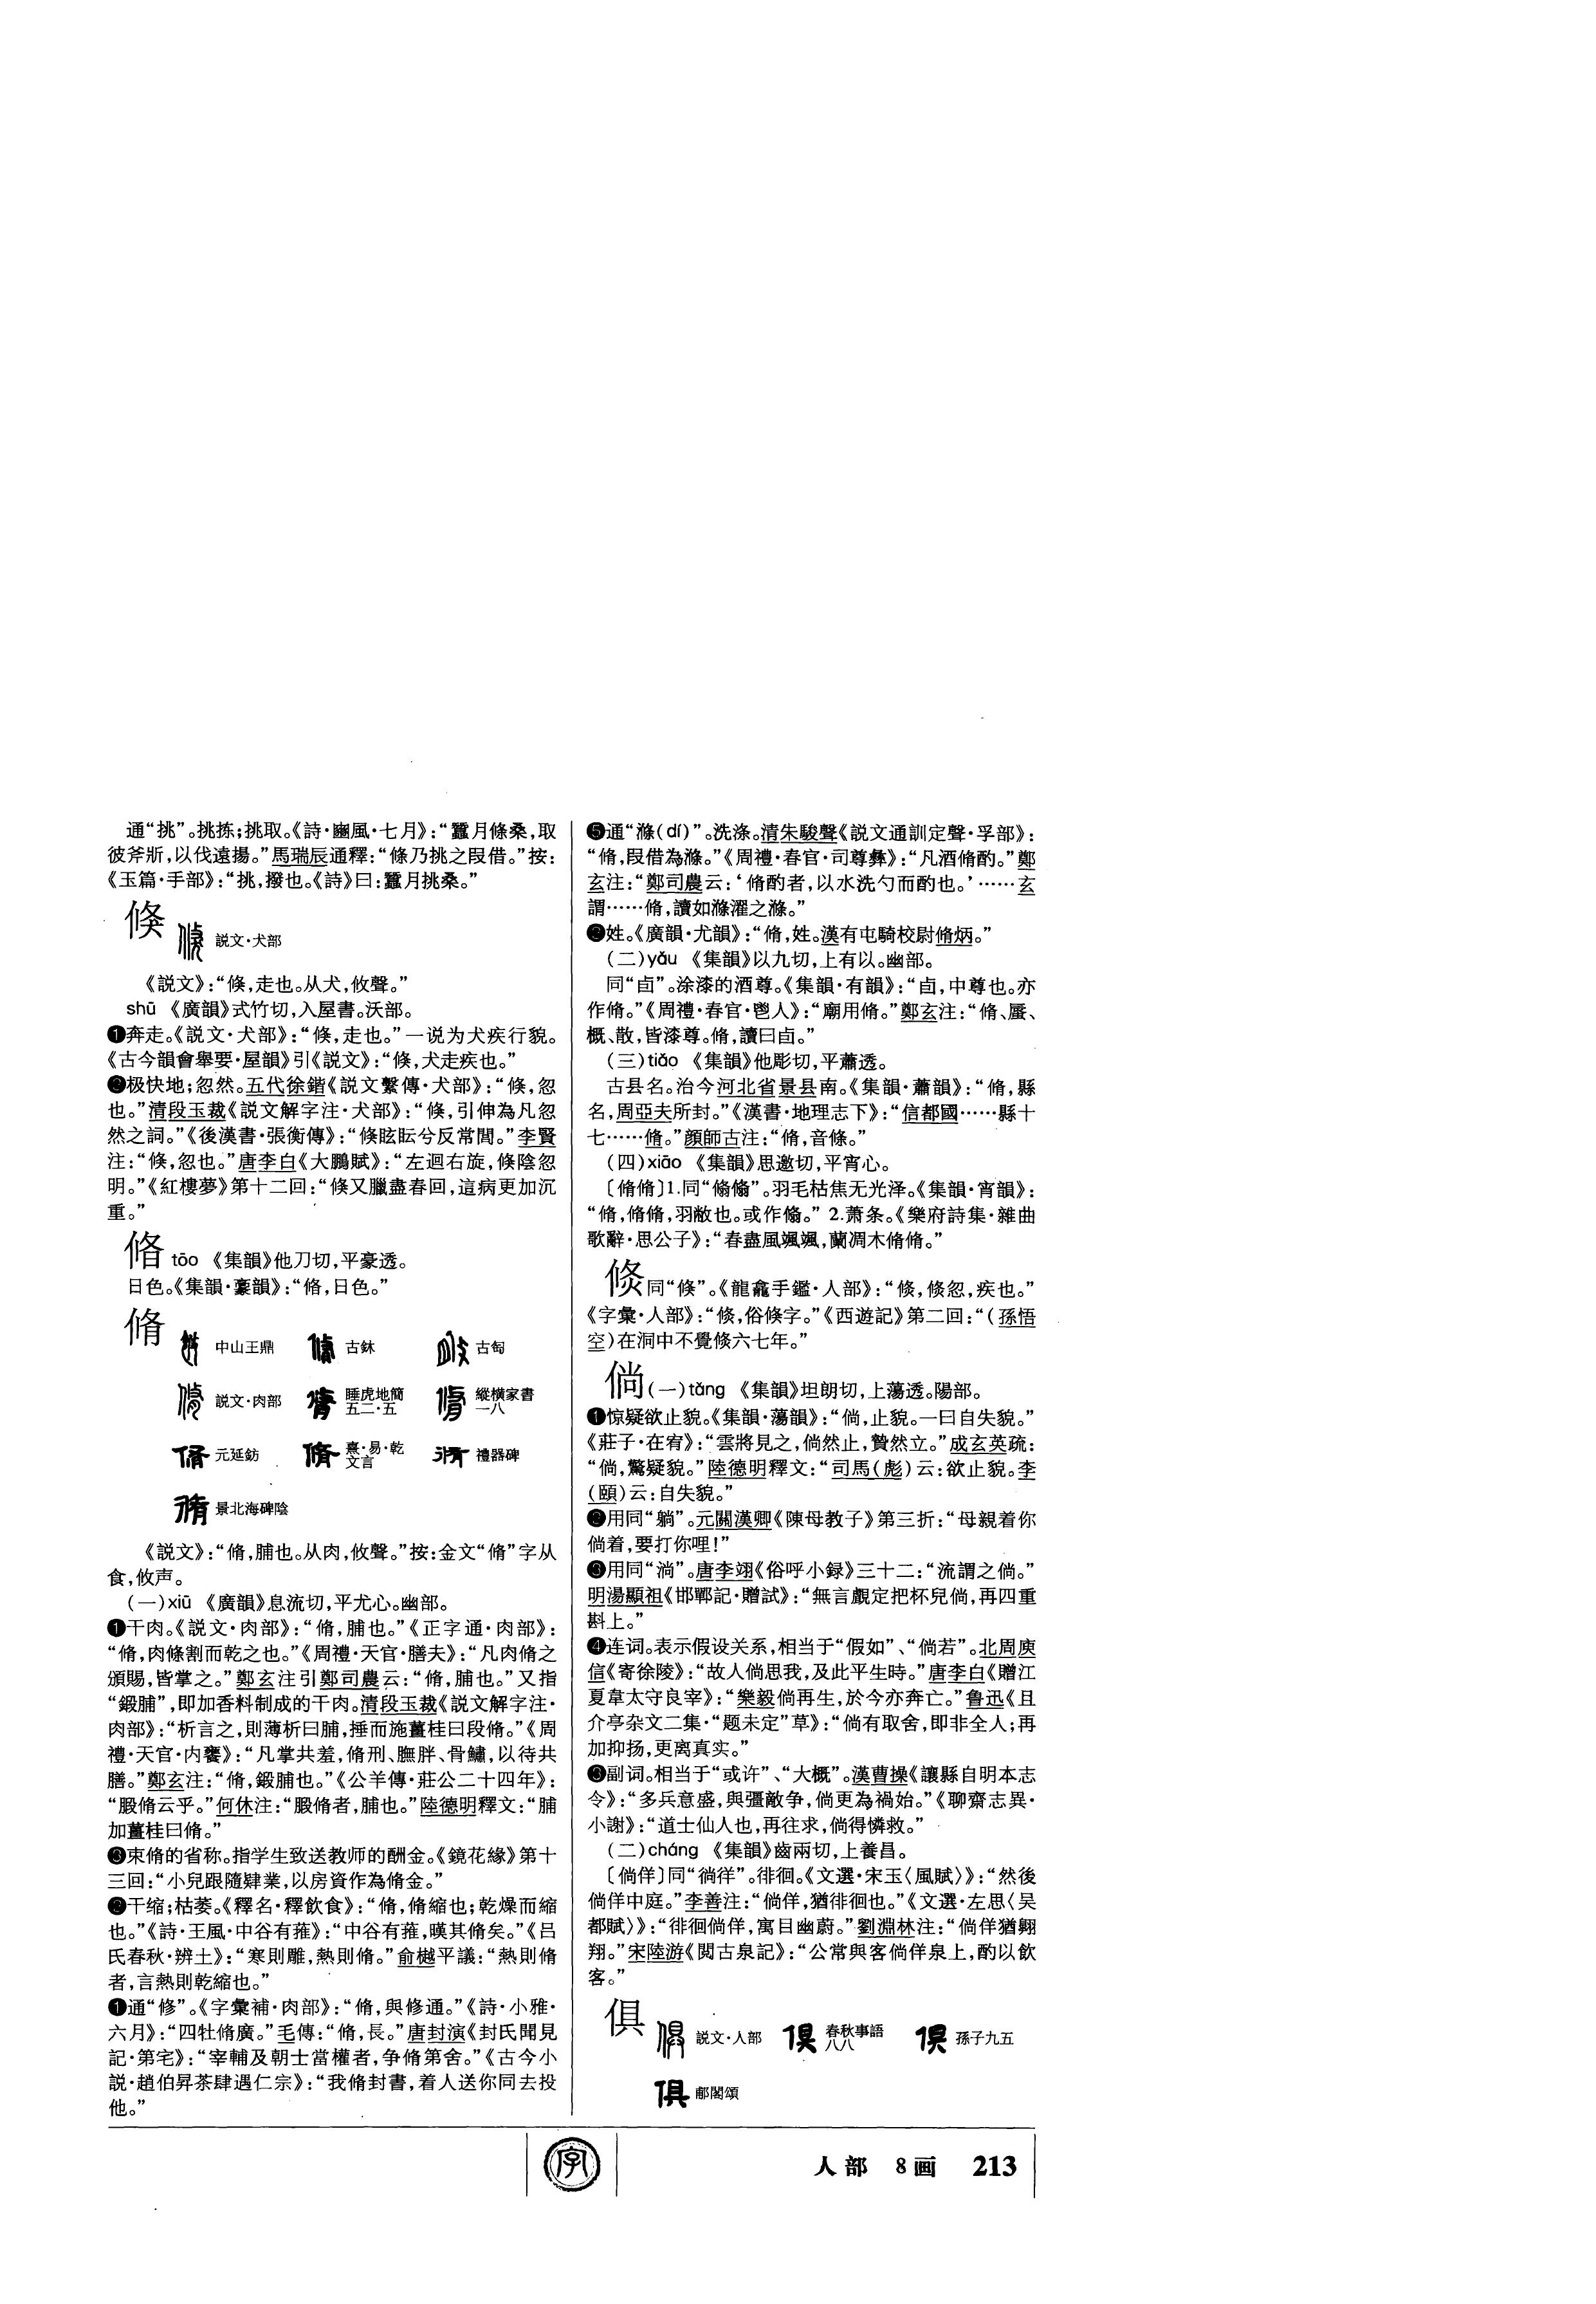 通“挑”。挑拣;挑取。《詩·豳風·七月》:“蠶月條桑,取
彼斧斨,以伐遠揚。”馬瑞辰通釋:“條乃挑之叚借。”按:
《玉篇·手部》:“挑,撥也。《詩》曰:蠶月挑桑。”
倏
説文·犬部
《説文》:“倏,走也。从犬,攸聲。”
shū 《廣韻》式竹切,入屋書。沃部。
❶奔走。《説文·犬部》:“倏,走也。”一说为犬疾行貌。
《古今韻會舉要·屋韻》引《説文》:“倏,犬走疾也。”
❷极快地;忽然。五代徐鍇《説文繫傳·犬部》:“倏,忽
也。”清段玉裁《説文解字注·犬部》:“倏,引伸為凡忽
然之詞。”《後漢書·張衡傳》:“倏眩眃兮反常閭。”李賢
注:“倏,忽也。”唐李白《大鵬賦》:“左迴右旋,倏陰忽
明。”《紅樓夢》第十二回:“倏又臘盡春回,這病更加沉
重。”
tāo 《集韻》他刀切,平豪透。
日色。《集韻·豪韻》:“,日色。”
脩
中山王鼎 古鉨 古匋
説文·肉部 睡虎地簡五二·五 縱橫家書一八
元延鈁 熹·易·乾文言 禮器碑
景北海碑陰
《説文》:“脩,脯也。从肉,攸聲。”按:金文“脩”字从
食,攸声。
(一)xiū 《廣韻》息流切,平尤心。幽部。
❶干肉。《説文·肉部》:“脩,脯也。”《正字通·肉部》:
“脩,肉條割而乾之也。”《周禮·天官·膳夫》:“凡肉脩之
頒賜,皆掌之。”鄭玄注引鄭司農云:“脩,脯也。”又指
“鍛脯”,即加香料制成的干肉。清段玉裁《説文解字注·
肉部》:“析言之,則薄析曰脯,捶而施薑桂曰段脩。”《周
禮·天官·内饔》:“凡掌共羞,脩刑、膴胖、骨鱐,以待共
膳。”鄭玄注:“脩,鍛脯也。”《公羊傳·莊公二十四年》:
“腶脩云乎。”何休注:“腶脩者,脯也。”陸德明釋文:“脯
加薑桂曰脩。”
❸束脩的省称。指学生致送教师的酬金。《鏡花緣》第十
三回:“小兒跟隨肄業,以房資作為脩金。”
❷干缩;枯萎。《釋名·釋飲食》:“脩,脩縮也;乾燥而縮
也。”《詩·王風·中谷有蓷》:“中谷有蓷,暵其脩矣。”《吕
氏春秋·辨土》:“寒則雕,熱則脩。”俞樾平議:“熱則脩
者,言熱則乾縮也。”
❶通“修”。《字彙補·肉部》:“脩,與修通。”《詩·小雅·
六月》:“四牡脩廣。”毛傳:“脩,長。”唐封演《封氏聞見
記·第宅》:“宰輔及朝士當權者,争脩第舍。”《古今小
説·趙伯昇茶肆遇仁宗》:“我脩封書,着人送你同去投
他。”
❺通“滌(dí)”。洗涤。清朱駿聲《説文通訓定聲·孚部》:
“脩,叚借為滌。”《周禮·春官·司尊彝》:“凡酒脩酌。”鄭
玄注:“鄭司農云:‘脩酌者,以水洗勺而酌也。’……玄
謂……脩,讀如滌濯之滌。”
❷姓。《廣韻·尤韻》:“脩,姓。漢有屯騎校尉脩炳。”
(二)yǒu 《集韻》以九切,上有以。幽部。
同“卣”。涂漆的酒尊。《集韻·有韻》:“卣,中尊也。亦
作脩。”《周禮·春官·鬯人》:“廟用脩。”鄭玄注:“脩、蜃、
概、散,皆漆尊。脩,讀曰卣。”
(三)tiāo 《集韻》他彫切,平蕭透。
古县名。治今河北省景县南。《集韻·蕭韻》:“脩,縣
名,周亞夫所封。”《漢書·地理志下》:“信都國……縣十
七……脩。”顔師古注:“脩,音條。”
(四)xiāo 《集韻》思邀切,平宵心。
〔脩脩〕1.同“翛翛”。羽毛枯焦无光泽。《集韻·宵韻》:
“脩,脩脩,羽敝也。或作翛。” 2.萧条。《樂府詩集·雜曲
歌辭·思公子》:“春盡風颯颯,蘭凋木脩脩。”
倐同“倏”。《龍龕手鑑·人部》:“倐,倐忽,疾也。”
《字彙·人部》:“倐,俗倏字。”《西遊記》第二回:“(孫悟
空)在洞中不覺倐六七年。”
倘(一)tǎng 《集韻》坦朗切,上蕩透。陽部。
❶惊疑欲止貌。《集韻·蕩韻》:“倘,止貌。一曰自失貌。”
《莊子·在宥》:“雲將見之,倘然止,贄然立。”成玄英疏:
“倘,驚疑貌。”陸德明釋文:“司馬(彪)云:欲止貌。李
(頤)云:自失貌。”
❷用同“躺”。元關漢卿《陳母教子》第三折:“母親着你
倘着,要打你哩!”
❸用同“淌”。唐李翊《俗呼小録》三十二:“流謂之倘。”
明湯顯祖《邯鄲記·贈試》:“無言覷定把杯兒倘,再四重
斟上。”
❹连词。表示假设关系,相当于“假如”、“倘若”。北周庾
信《寄徐陵》:“故人倘思我,及此平生時。”唐李白《贈江
夏韋太守良宰》:“樂毅倘再生,於今亦奔亡。”鲁迅《且
介亭杂文二集·“题未定”草》:“倘有取舍,即非全人;再
加抑扬,更离真实。”
❸副词。相当于“或许”、“大概”。漢曹操《讓縣自明本志
令》:“多兵意盛,與彊敵争,倘更為禍始。”《聊齋志異·
小謝》:“道士仙人也,再往求,倘得憐救。”
(二)cháng 《集韻》齒兩切,上養昌。
〔倘佯〕同“徜徉”。徘徊。《文選·宋玉〈風賦〉》:“然後
倘佯中庭。”李善注:“倘佯,猶徘徊也。”《文選·左思〈吴
都賦〉》:“徘徊倘佯,寓目幽蔚。”劉淵林注:“倘佯猶翱
翔。”宋陸游《閲古泉記》:“公常與客倘佯泉上,酌以飲
客。”
俱
説文·人部 春秋事語八八 孫子九五
郙閣頌
字
人部 8画 213